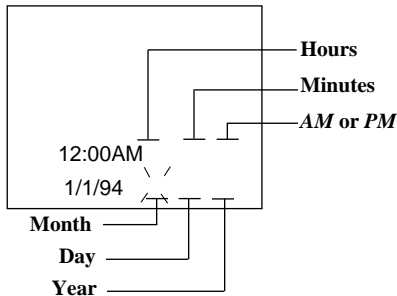 Hours
Minutes
AM or PM
12:00AM
1/1/94
Month
Day
Year